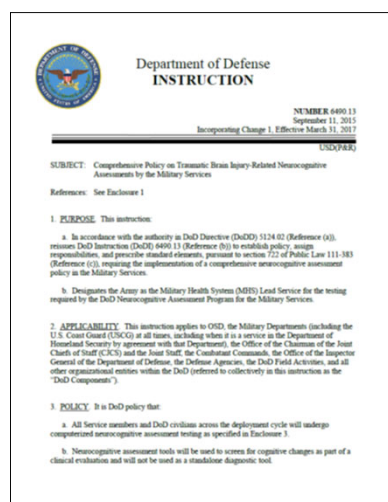 Department of Defense
INSTRUCTION
NUMBER 6490.13
September 11, 2015
Incorporating Change 1, Effective March 31, 2017
USD(P&R)
SUBJECT: Comprehensive Policy on Traumatic Brain Injury-Related Neurocognitive
Assessments by the Military Services
References: See Enclosure 1
1. PURPOSE. This instruction:
a. In accordance with the authority in DoD Directive (DoDD) 5124.02 (Reference (a)),
reissues DoD Instruction (DoDI) 6490.13 (Reference (b)) to establish policy, assign
responsibilities, and prescribe standard elements, pursuant to section 722 of Public Law 111-383
(Reference (c)), requiring the implementation of a comprehensive neurocognitive assessment
policy in the Military Services.
b. Designates the Army as the Military Health System (MHS) Lead Service for the testing
required by the DoD Neurocognitive Assessment Program for the Military Services.
2. APPLICABILITY. This instruction applies to OSD, the Military Departments (including the
U.S. Coast Guard (USCG) at all times, including when it is a service in the Department of
Homeland Security by agreement with that Department), the Office of the Chairman of the Joint
Chiefs of Staff (CJCS) and the Joint Staff, the Combatant Commands, the Office of the Inspector
General of the Department of Defense, the Defense Agencies, the DoD Field Activities, and all
other organizational entities within the DoD (referred to collectively in this instruction as the
"DoD Components").
3. POLICY. It is DoD policy that:
a. All Service members and DoD civilians across the deployment cycle will undergo
computerized neurocognitive assessment testing as specified in Enclosure 3.
b. Neurocognitive assessment tools will be used to screen for cognitive changes as part of a
clinical evaluation and will not be used as a standalone diagnostic tool.